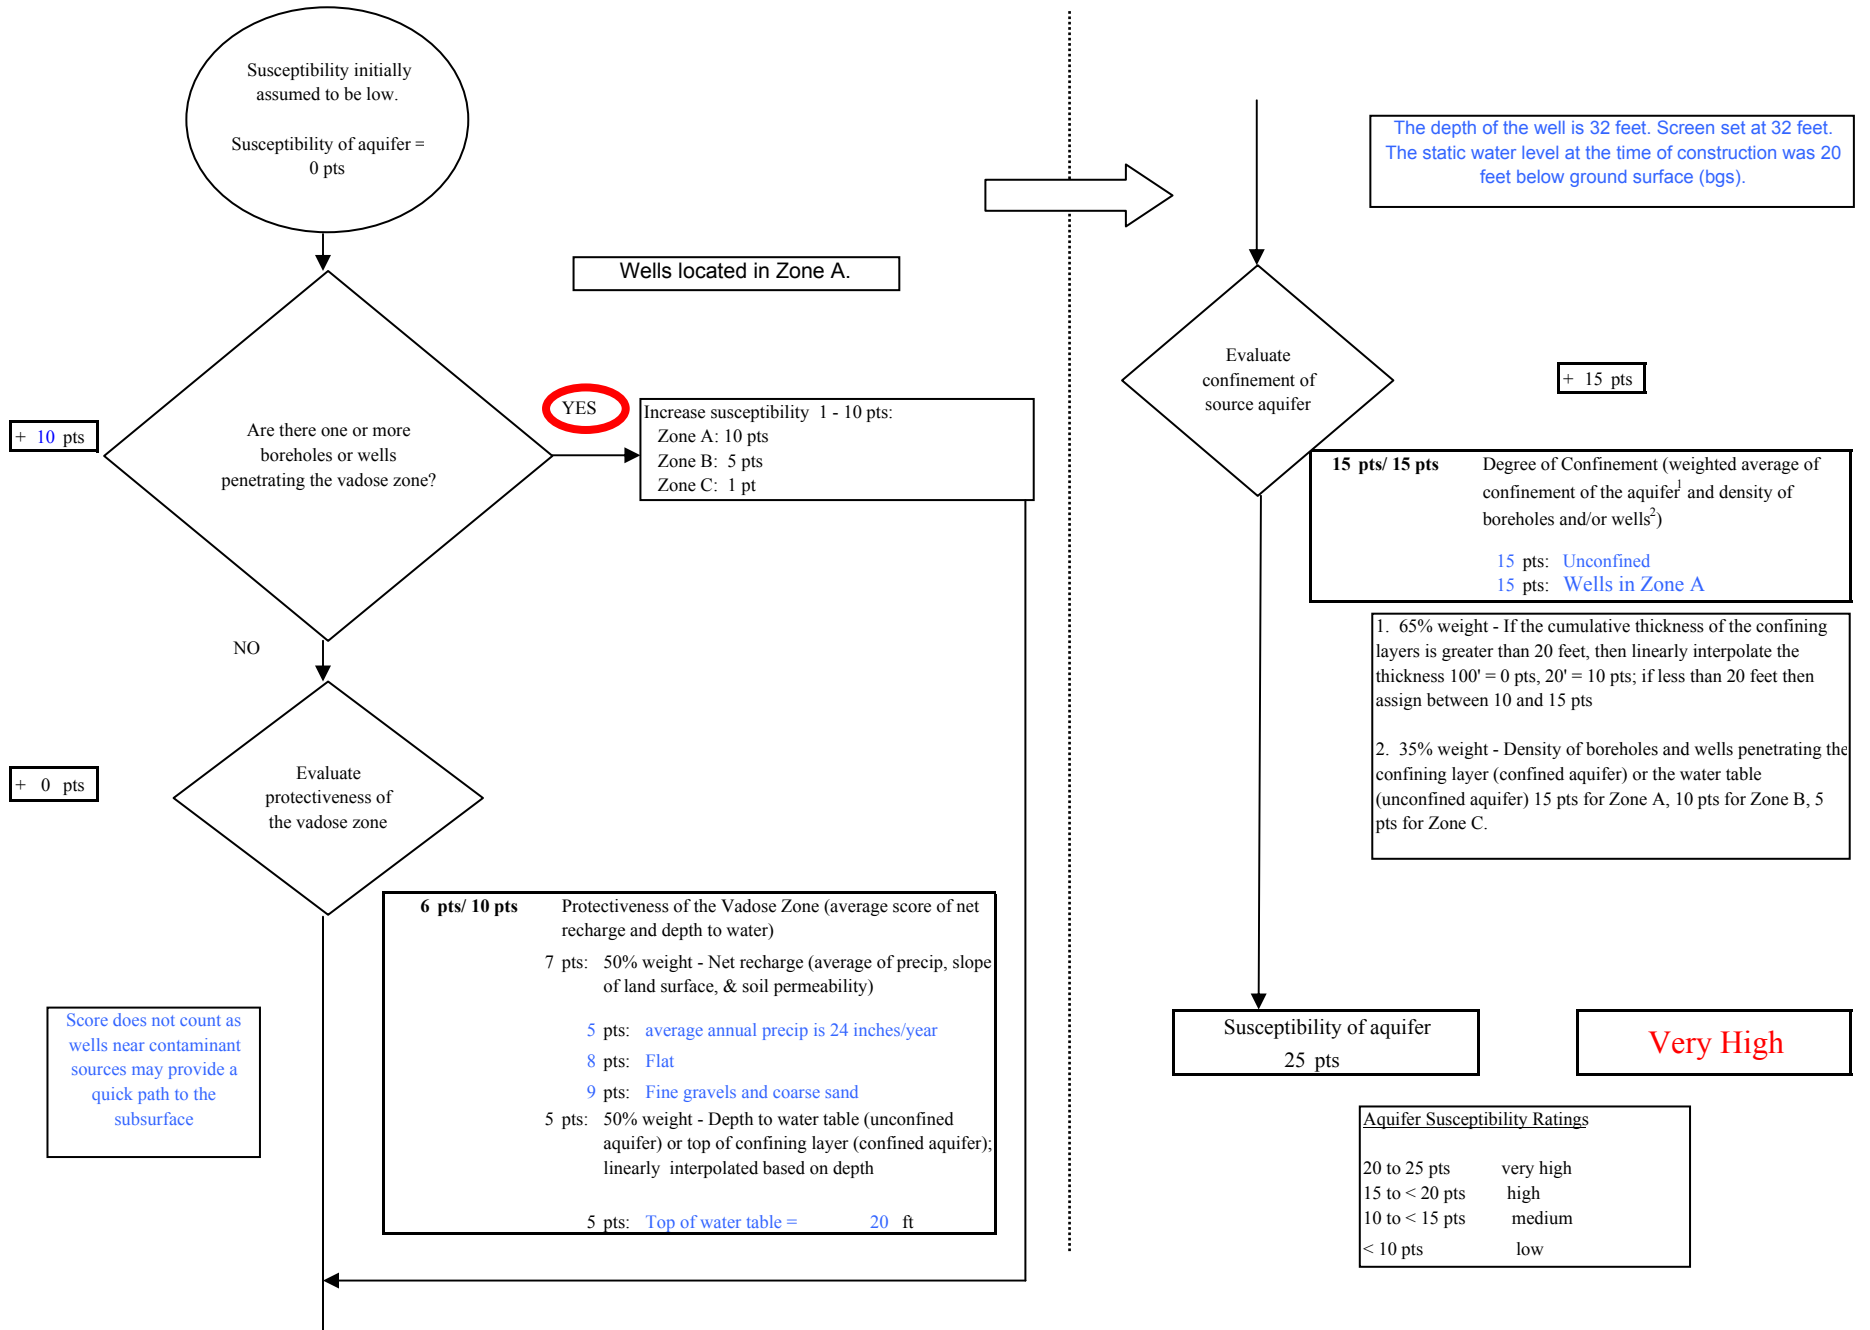 Susceptibility initially
assumed to be low.
Susceptibility of aquifer =
0 pts
Wells located in Zone A.
+ 10 pts
Are there one or more
boreholes or wells
penetrating the vadose zone?
YES
Increase susceptibility 1 - 10 pts:
Zone A: 10 pts
Zone B: 5 pts
Zone C: 1 pt
NO
+ 0 pts
Evaluate
protectiveness of
the vadose zone
6 pts/ 10 pts
Protectiveness of the Vadose Zone (average score of net
recharge and depth to water)
7 pts: 50% weight - Net recharge (average of precip, slope
of land surface, & soil permeability)
5 pts: average annual precip is 24 inches/year
8 pts: Flat
9 pts: Fine gravels and coarse sand
5 pts: 50% weight - Depth to water table (unconfined
aquifer) or top of confining layer (confined aquifer);
linearly interpolated based on depth
5 pts: Top of water table = 20 ft
Score does not count as
wells near contaminant
sources may provide a
quick path to the
subsurface
The depth of the well is 32 feet. Screen set at 32 feet.
The static water level at the time of construction was 20
feet below ground surface (bgs).
Evaluate
confinement of
source aquifer
+ 15 pts
15 pts/ 15 pts
Degree of Confinement (weighted average of
confinement of the aquifer1 and density of
boreholes and/or wells2)
15 pts: Unconfined
15 pts: Wells in Zone A
1. 65% weight - If the cumulative thickness of the confining
layers is greater than 20 feet, then linearly interpolate the
thickness 100' = 0 pts, 20' = 10 pts; if less than 20 feet then
assign between 10 and 15 pts
2. 35% weight - Density of boreholes and wells penetrating the
confining layer (confined aquifer) or the water table
(unconfined aquifer) 15 pts for Zone A, 10 pts for Zone B, 5
pts for Zone C.
Susceptibility of aquifer
25 pts
Very High
Aquifer Susceptibility Ratings
20 to 25 pts very high
15 to < 20 pts high
10 to < 15 pts medium
< 10 pts low